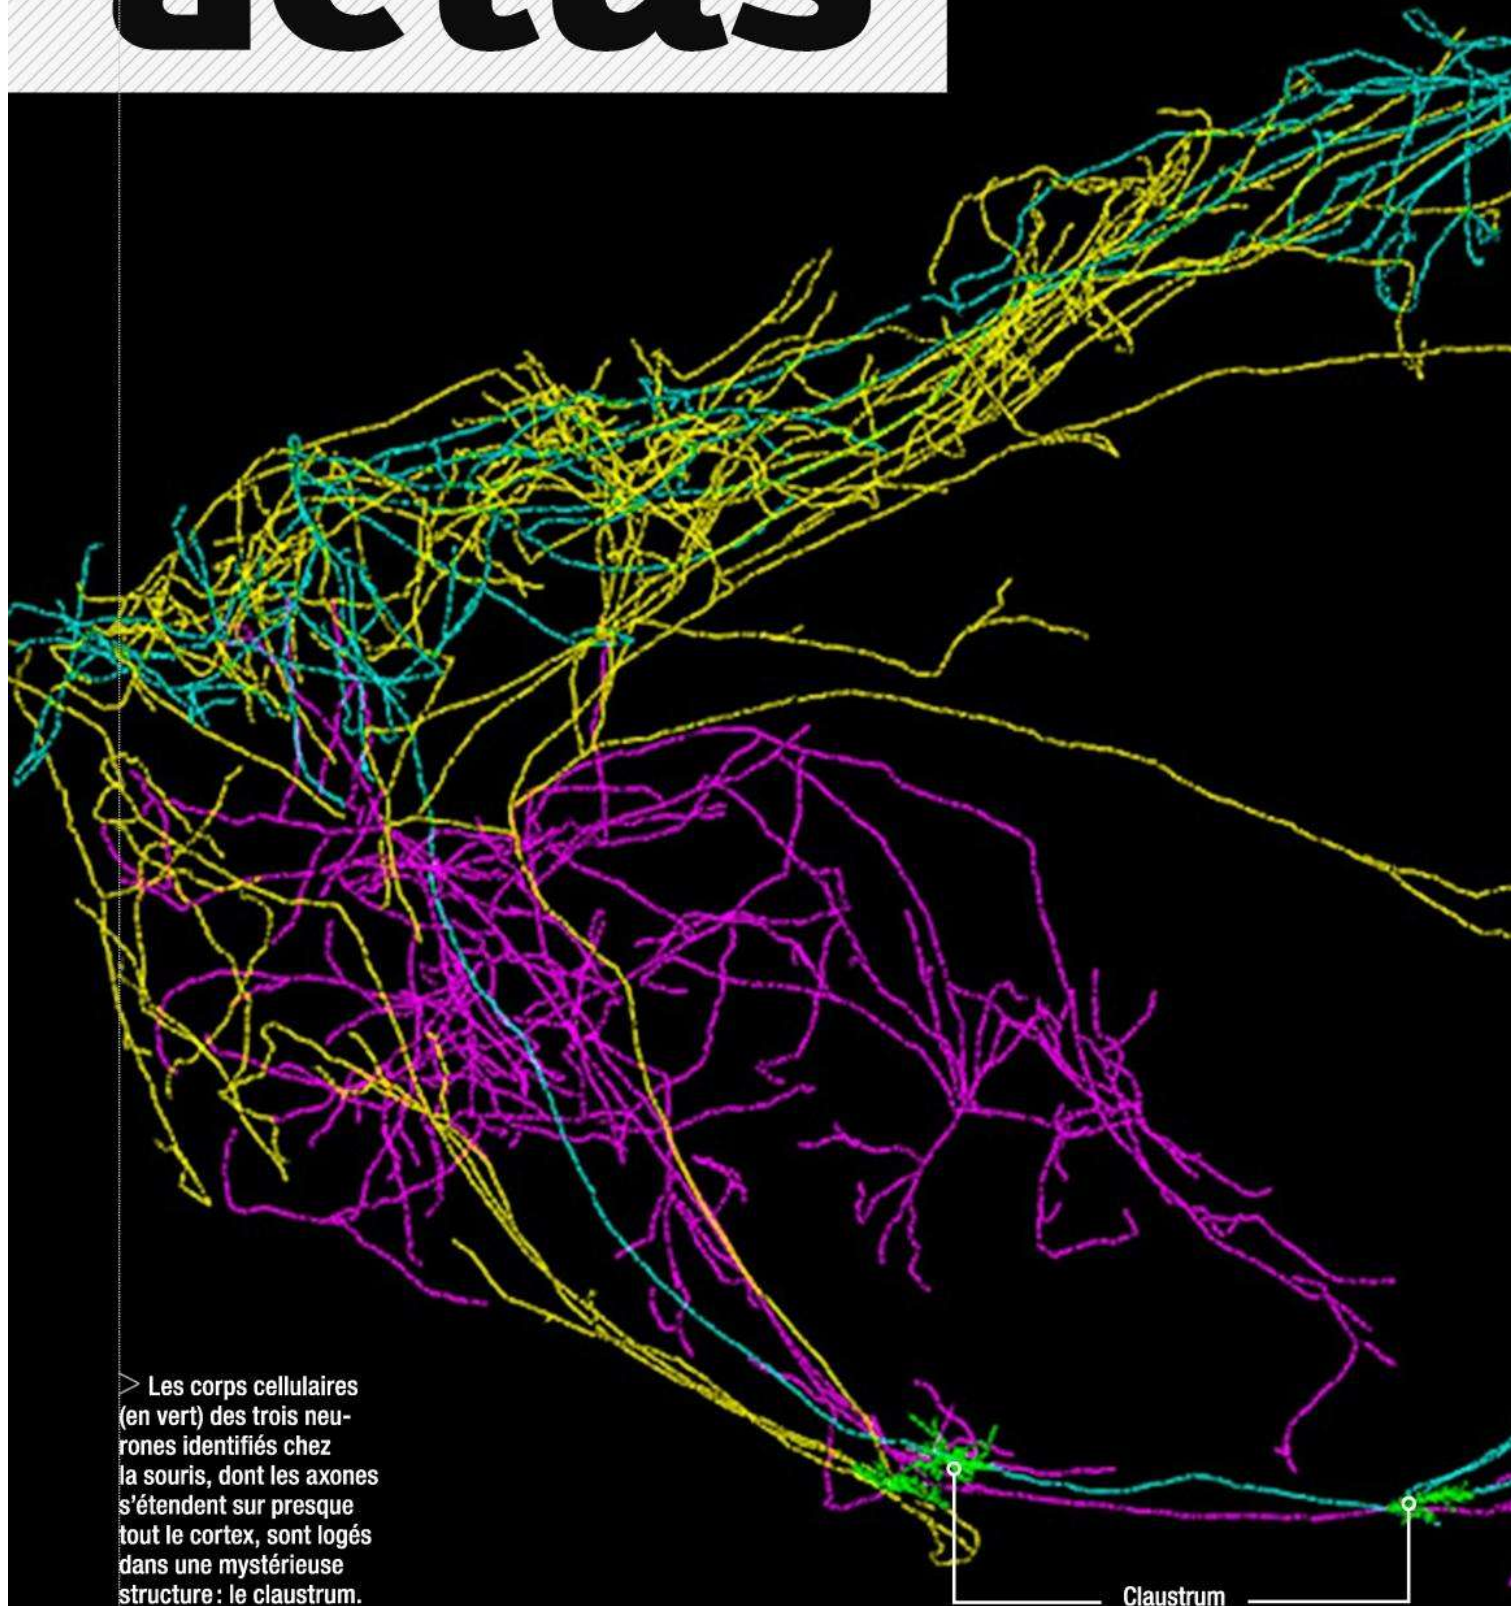 actus
> Les corps cellulaires
(en vert) des trois neu-
rones identifiés chez
la souris, dont les axones
s'étendent sur presque
tout le cortex, sont logés
dans une mystérieuse
structure : le claustrum.
Claustrum